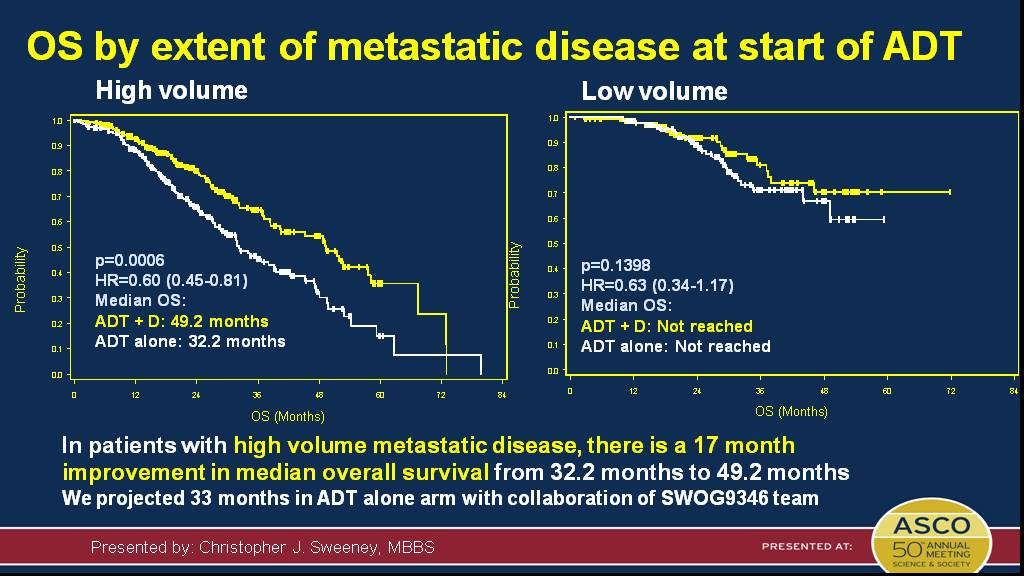 OS by extent of metastatic disease at start of ADT
High volume
1.0
0.9
0.8
0.7
0.6
0.5
0.4
0.3
0.2
0.1
0.0
Probability
p=0.0006
HR=0.60 (0.45-0.81)
Median OS:
ADT + D: 49.2 months
ADT alone: 32.2 months
0 12 24 36 48 60 72 84
OS (Months)
Low volume
1.0
0.9
0.8
0.7
0.6
0.5
0.4
0.3
0.2
0.1
0.0
Probability
p=0.1398
HR=0.63 (0.34-1.17)
Median OS:
ADT + D: Not reached
ADT alone: Not reached
0 12 24 36 48 60 72 84
OS (Months)
In patients with high volume metastatic disease, there is a 17 month
improvement in median overall survival from 32.2 months to 49.2 months
We projected 33 months in ADT alone arm with collaboration of SWOG9346 team
Presented by: Christopher J. Sweeney, MBBS
PRESENTED AT:
ASCO
50TH ANNUAL
MEETING
SCIENCE & SOCIETY